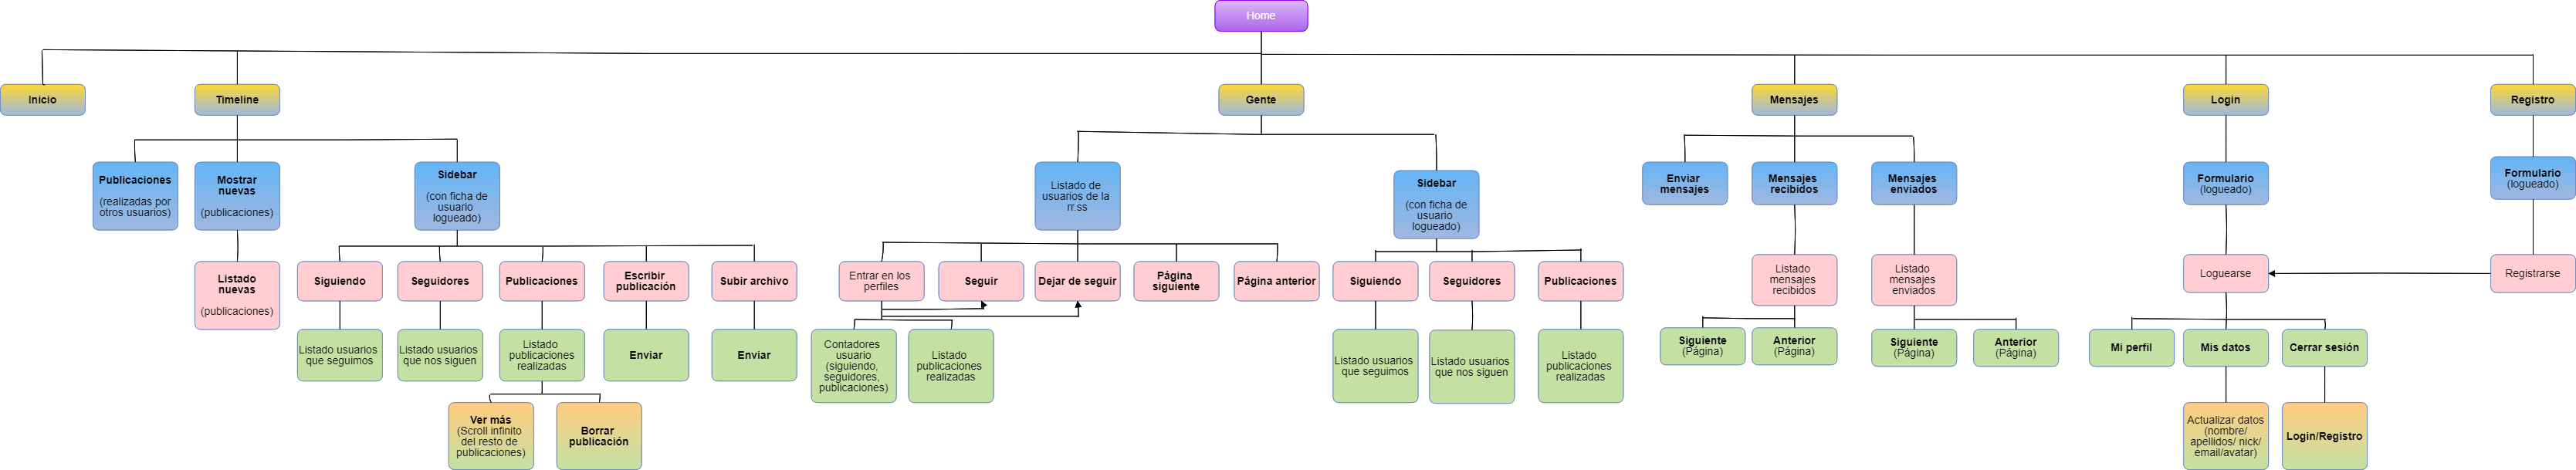 Home
Inicio
Timeline
Gente
Mensajes
Login
Registro
Publicaciones
(realizadas por
otros usuarios)
Mostrar
nuevas
(publicaciones)
Sidebar
(con ficha de
usuario
logueado)
Listado de
usuarios de la
rr.ss
Sidebar
(con ficha de
usuario
logueado)
Enviar
mensajes
Mensajes
recibidos
Mensajes
enviados
Formulario
(logueado)
Formulario
(logueado)
Listado
nuevas
(publicaciones)
Siguiendo
Seguidores
Publicaciones
Escribir
publicación
Subir archivo
Entrar en los
perfiles
Seguir
Dejar de seguir
Página
siguiente
Página anterior
Siguiendo
Seguidores
Publicaciones
Listado
mensajes
recibidos
Listado
mensajes
enviados
Loguearse
Registrarse
Listado usuarios
que seguimos
Listado usuarios
que nos siguen
Listado
publicaciones
realizadas
Enviar
Enviar
Contadores
usuario
(siguiendo,
seguidores,
publicaciones)
Listado
publicaciones
realizadas
Listado usuarios
que seguimos
Listado usuarios
que nos siguen
Listado
publicaciones
realizadas
Siguiente
(Página)
Anterior
(Página)
Siguiente
(Página)
Anterior
(Página)
Mi perfil
Mis datos
Cerrar sesión
Ver más
(Scroll infinito
del resto de
publicaciones)
Borrar
publicación
Actualizar datos
(nombre/
apellidos/ nick/
email/avatar)
Login/Registro